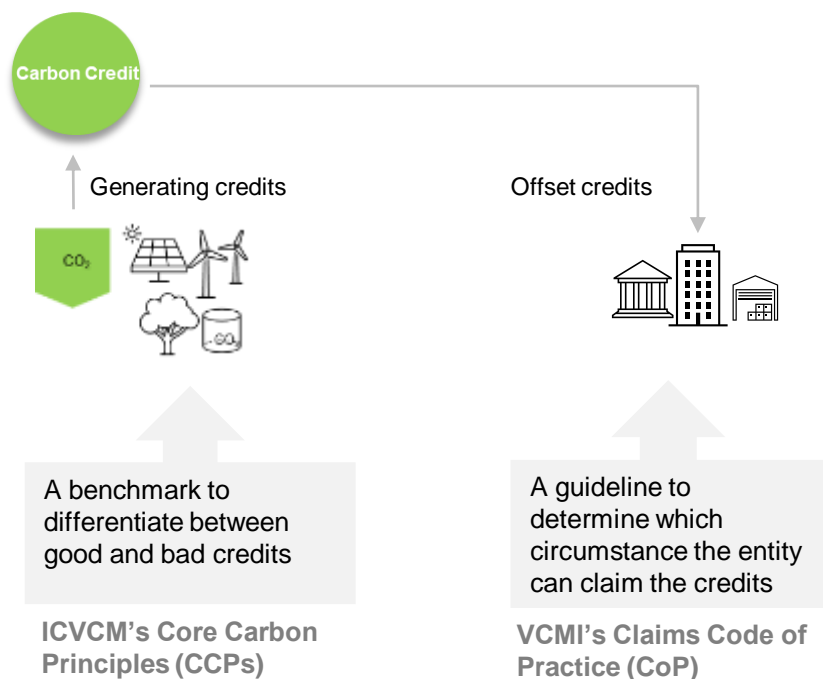 Carbon Credit
Generating credits
Offset credits
CO₂
CO₂
A benchmark to
differentiate between
good and bad credits
A guideline to
determine which
circumstance the entity
can claim the credits
ICVCM’s Core Carbon
Principles (CCPs)
VCMI’s Claims Code of
Practice (CoP)